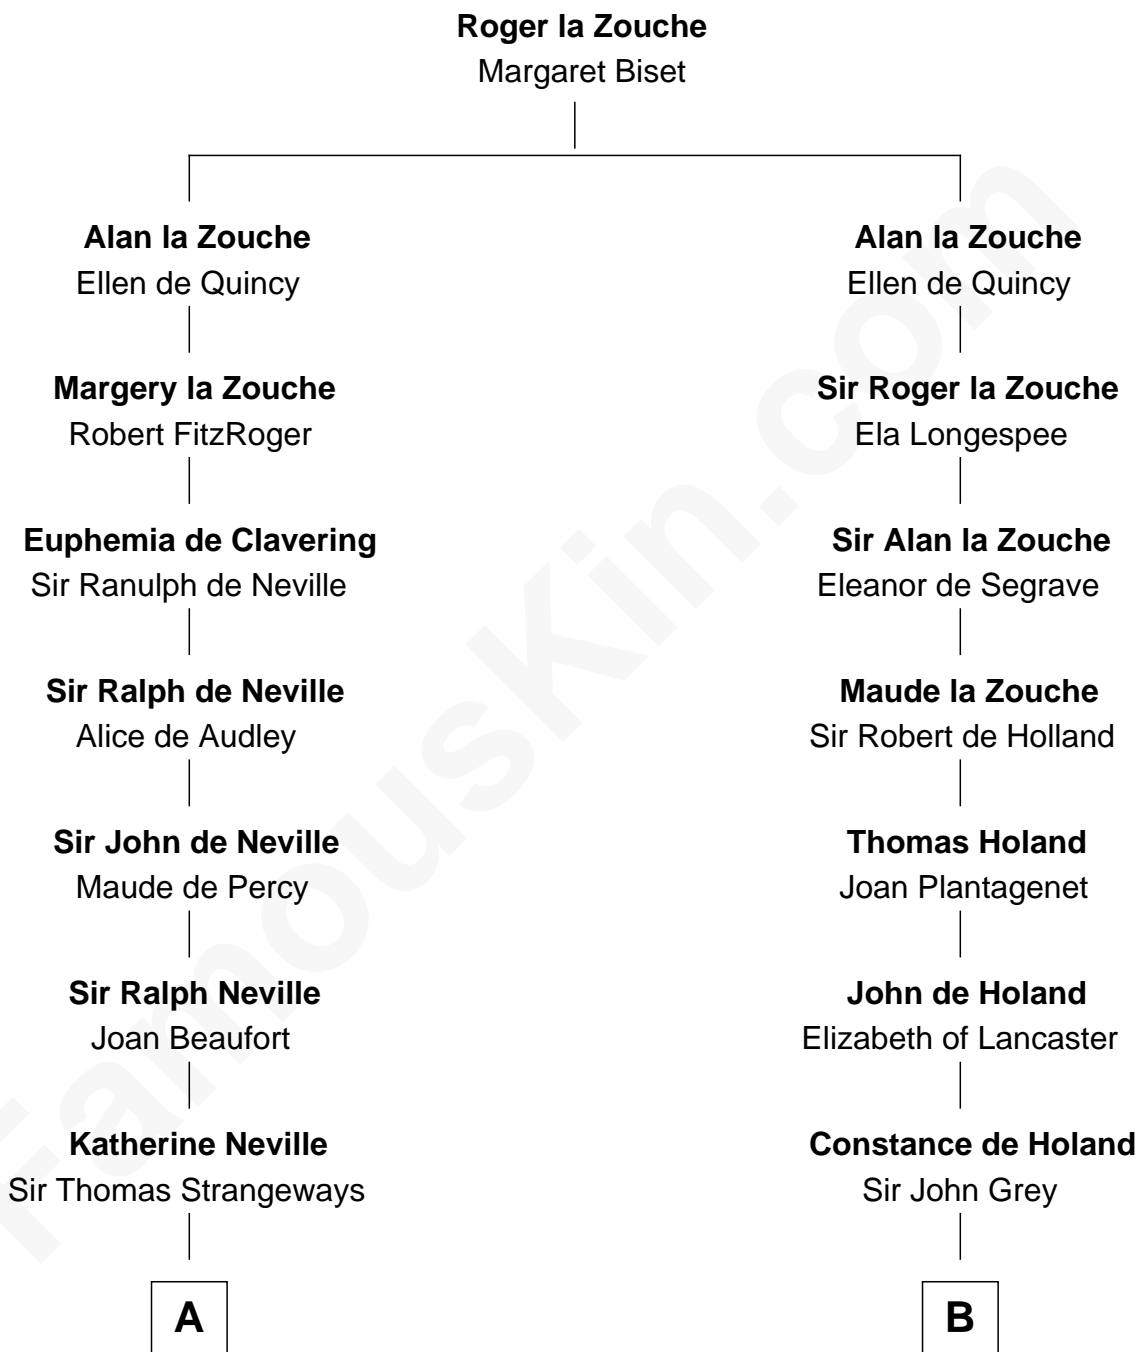 Roger la Zouche
Margaret Biset
Alan la Zouche
Ellen de Quincy
Margery la Zouche
Robert FitzRoger
Euphemia de Clavering
Sir Ranulph de Neville
Sir Ralph de Neville
Alice de Audley
Sir John de Neville
Maude de Percy
Sir Ralph Neville
Joan Beaufort
Katherine Neville
Sir Thomas Strangeways
A
Alan la Zouche
Ellen de Quincy
Sir Roger la Zouche
Ela Longespee
Sir Alan la Zouche
Eleanor de Segrave
Maude la Zouche
Sir Robert de Holland
Thomas Holand
Joan Plantagenet
John de Holand
Elizabeth of Lancaster
Constance de Holand
Sir John Grey
B
FamousKin.com